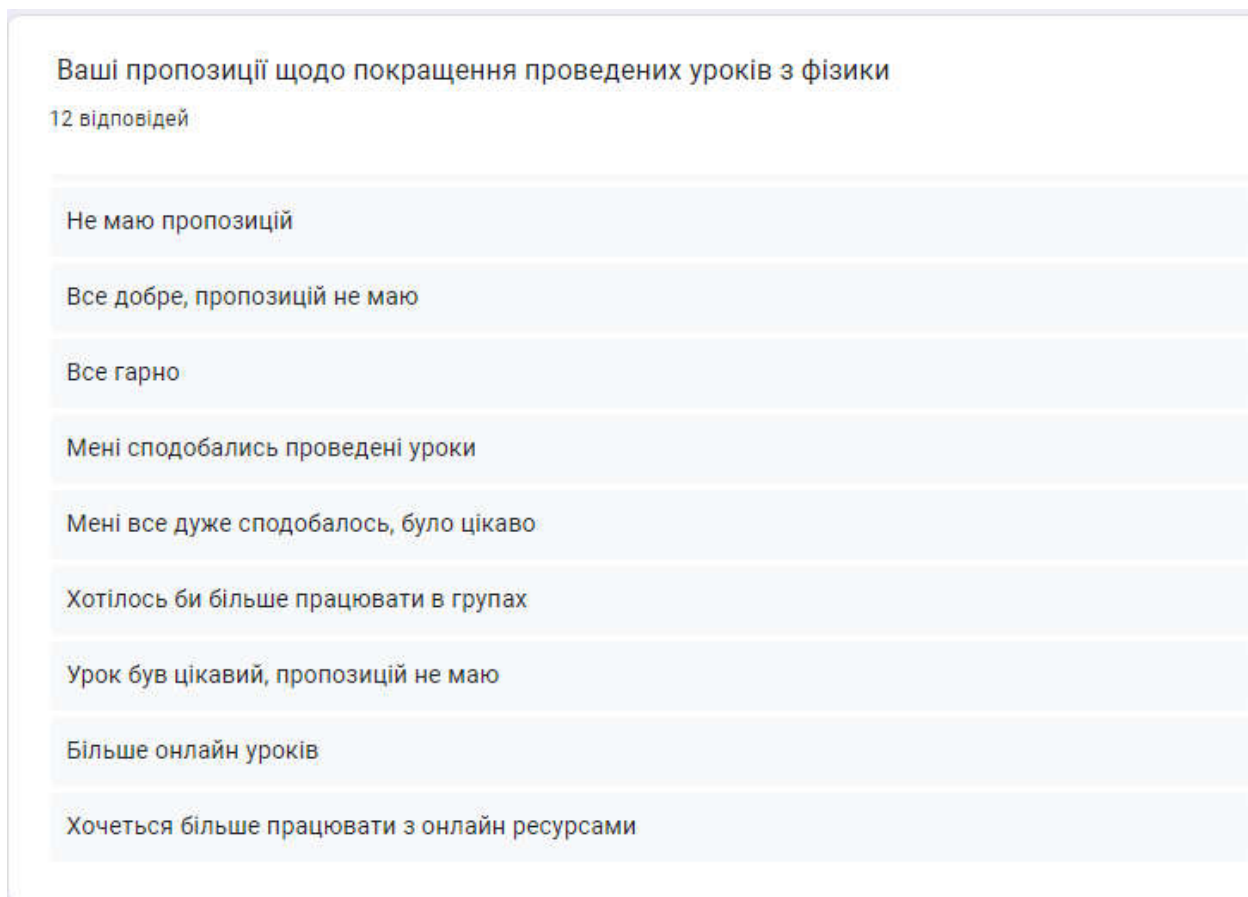 Ваші пропозиції щодо покращення проведених уроків з фізики
12 відповідей
Не маю пропозицій
Все добре, пропозицій не маю
Все гарно
Мені сподобались проведені уроки
Мені все дуже сподобалось, було цікаво
Хотілось би більше працювати в групах
Урок був цікавий, пропозицій не маю
Більше онлайн уроків
Хочеться більше працювати з онлайн ресурсами